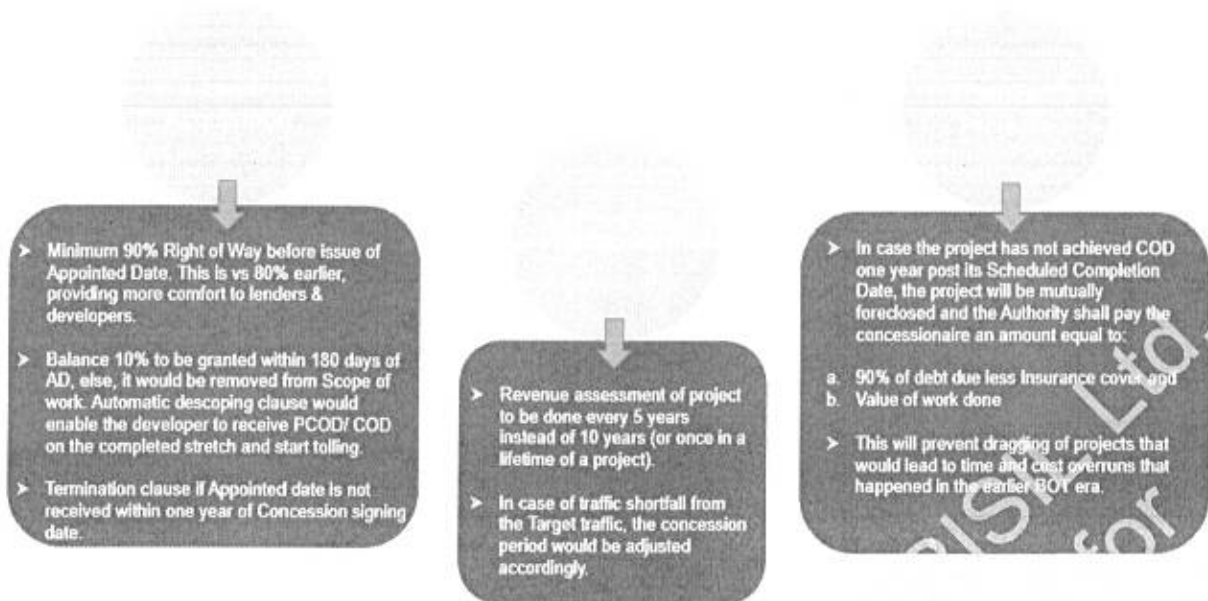 ➤ Minimum 90% Right of Way before issue of
Appointed Date. This is vs 80% earlier,
providing more comfort to lenders &
developers.
➤ Balance 10% to be granted within 180 days of
AD, else, it would be removed from Scope of
work. Automatic descoping clause would
enable the developer to receive PCOD/ COD
on the completed stretch and start tolling.
➤ Termination clause if Appointed date is not
received within one year of Concession signing
date.
➤ Revenue assessment of project
to be done every 5 years
instead of 10 years (or once in a
lifetime of a project).
➤ In case of traffic shortfall from
the Target traffic, the concession
period would be adjusted
accordingly.
➤ In case the project has not achieved COD
one year post its Scheduled Completion
Date, the project will be mutually
foreclosed and the Authority shall pay the
concessionaire an amount equal to:
a. 90% of debt due less Insurance cover and
b. Value of work done
➤ This will prevent dragging of projects that
would lead to time and cost overruns that
happened in the earlier BOT era.
Ltd.
for